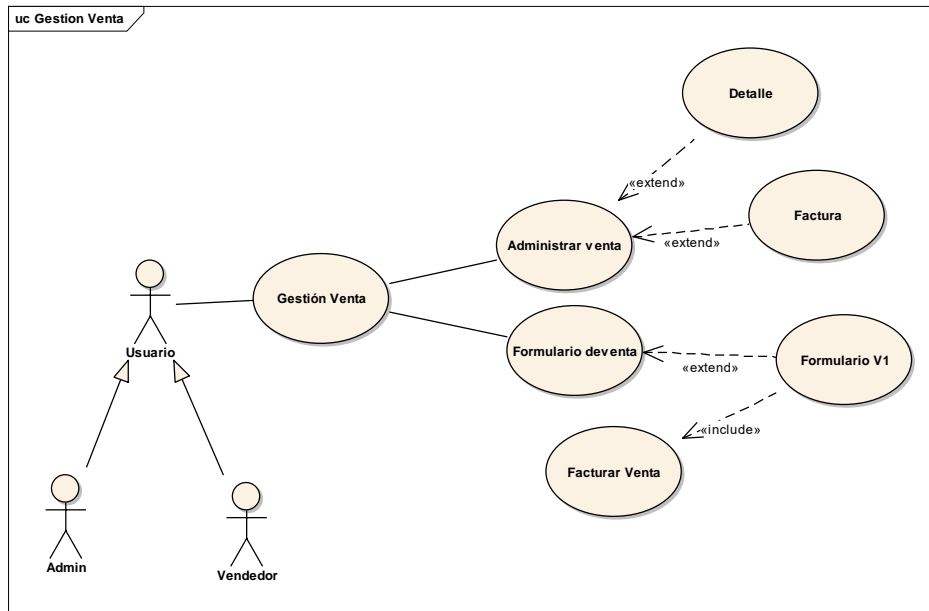 uc Gestion Venta
Detalle
«extend»
Factura
Administrar venta
«extend»
Gestión Venta
Usuario
Formulario deventa
«extend»
Formulario V1
«include»
Facturar Venta
Admin
Vendedor